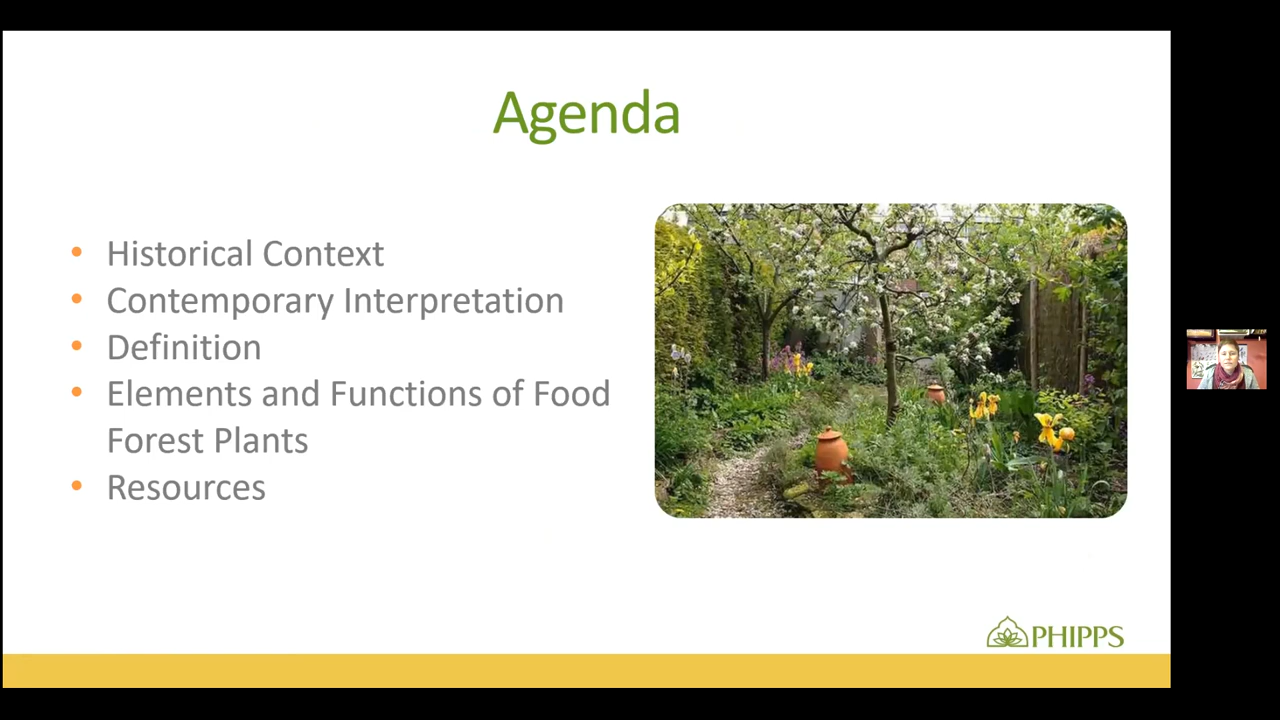 Agenda
• Historical Context
• Contemporary Interpretation
• Definition
• Elements and Functions of Food
Forest Plants
• Resources
PHIPPS